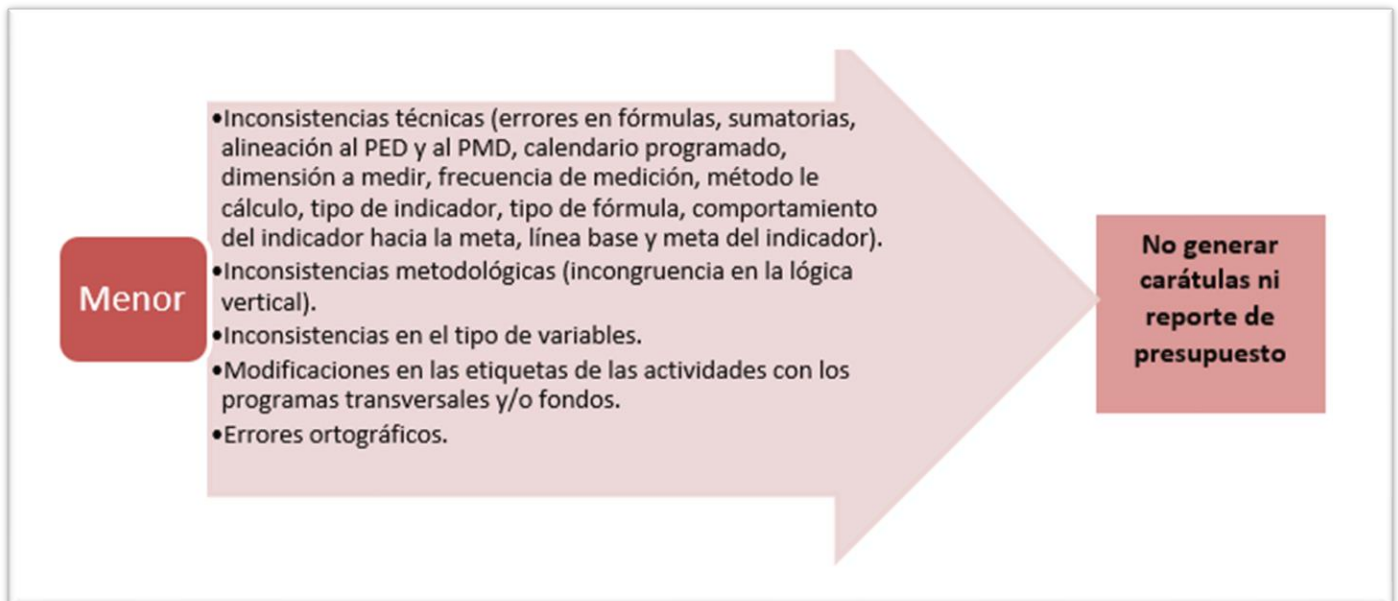 Menor
•Inconsistencias técnicas (errores en fórmulas, sumatorias,
alineación al PED y al PMD, calendario programado,
dimensión a medir, frecuencia de medición, método le
cálculo, tipo de indicador, tipo de fórmula, comportamiento
del indicador hacia la meta, línea base y meta del indicador).
•Inconsistencias metodológicas (incongruencia en la lógica
vertical).
•Inconsistencias en el tipo de variables.
•Modificaciones en las etiquetas de las actividades con los
programas transversales y/o fondos.
•Errores ortográficos.
No generar
carátulas ni
reporte de
presupuesto